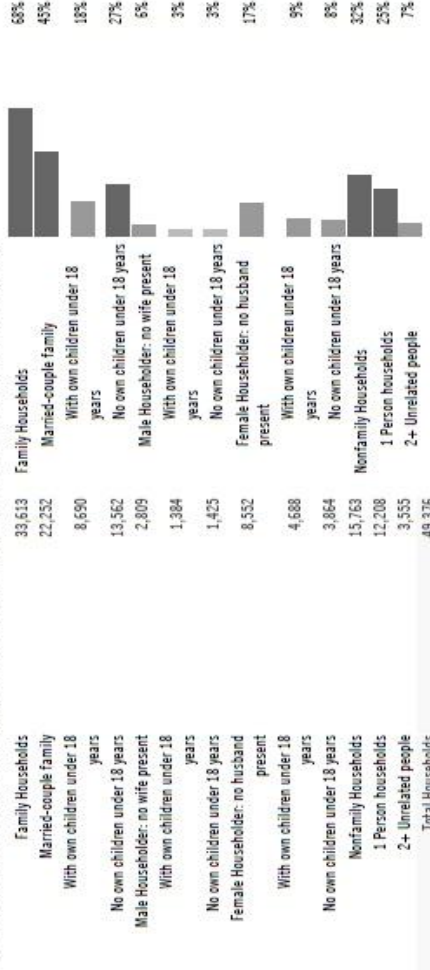 Family Households 33,613
Married-couple family 22,252
With own children under 18
years 8,690
No own children under 18 years 13,562
Male Householder: no wife present 2,809
With own children under 18
years 1,384
No own children under 18 years 1,425
Female Householder: no husband
present 8,552
With own children under 18
years 4,688
No own children under 18 years 3,864
Nonfamily Households 15,763
1 Person households 12,208
2+ Unrelated people 3,555
Total Households 49,376
Family Households 68%
Married-couple family 45%
With own children under 18
years 18%
No own children under 18 years 27%
Male Householder: no wife present 6%
With own children under 18
years 3%
No own children under 18 years 3%
Female Householder: no husband
present 17%
With own children under 18
years 9%
No own children under 18 years 8%
Nonfamily Households 32%
1 Person households 25%
2+ Unrelated people 7%